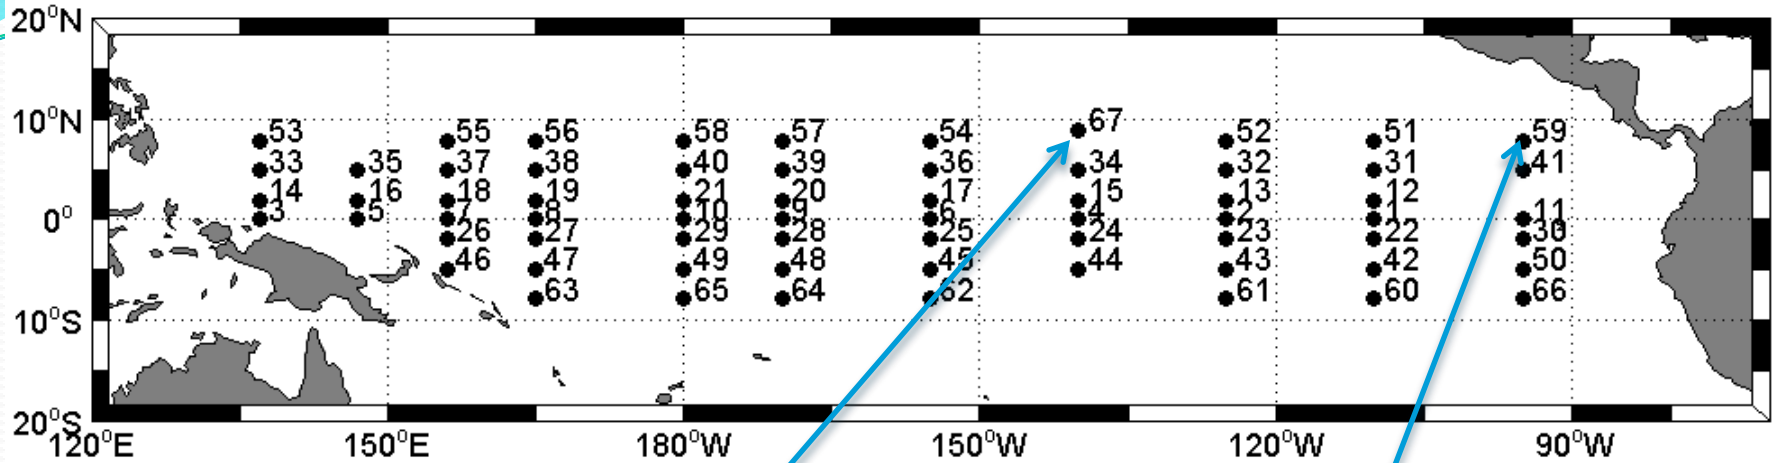 20°N
10°N 67
53 55 56 58 57 54 52 51 59
33 35 37 38 40 39 36 34 32 31 41
14 16 18 19 21 20 17 15 13 12
0° 3 5 7 8 10 9 6 4 2 1 11
26 27 29 28 25 24 23 22 30
46 47 49 48 45 44 43 42 50
63 65 64 62 61 60 66
10°S
20°S
120°E 150°E 180°W 150°W 120°W 90°W